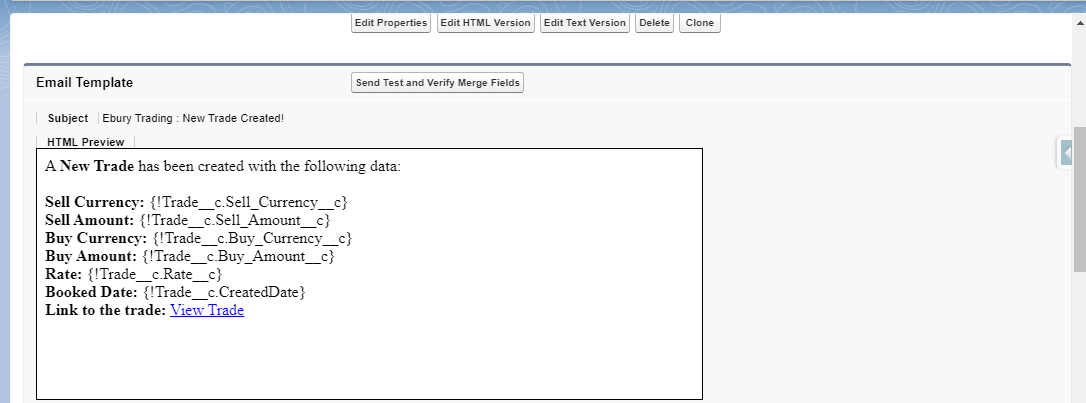 Edit Properties Edit HTML Version Edit Text Version Delete Clone
Email Template Send Test and Verify Merge Fields
Subject Ebury Trading : New Trade Created!
HTML Preview
A New Trade has been created with the following data:
Sell Currency: {!Trade__c.Sell_Currency__c}
Sell Amount: {!Trade__c.Sell_Amount__c}
Buy Currency: {!Trade__c.Buy_Currency__c}
Buy Amount: {!Trade__c.Buy_Amount__c}
Rate: {!Trade__c.Rate__c}
Booked Date: {!Trade__c.CreatedDate}
Link to the trade: View Trade